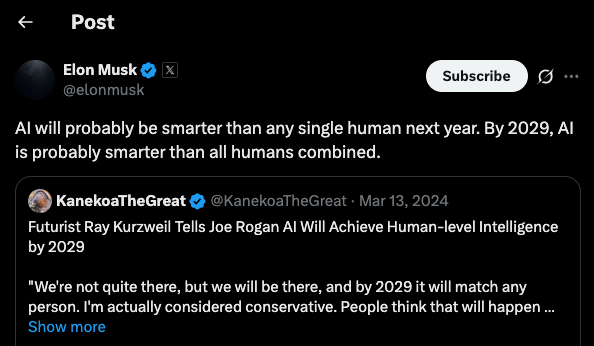 Post
Elon Musk
@elonmusk
Subscribe
AI will probably be smarter than any single human next year. By 2029, AI
is probably smarter than all humans combined.
KanekoaTheGreat @KanekoaTheGreat · Mar 13, 2024
Futurist Ray Kurzweil Tells Joe Rogan AI Will Achieve Human-level Intelligence
by 2029
"We're not quite there, but we will be there, and by 2029 it will match any
person. I'm actually considered conservative. People think that will happen ...
Show more